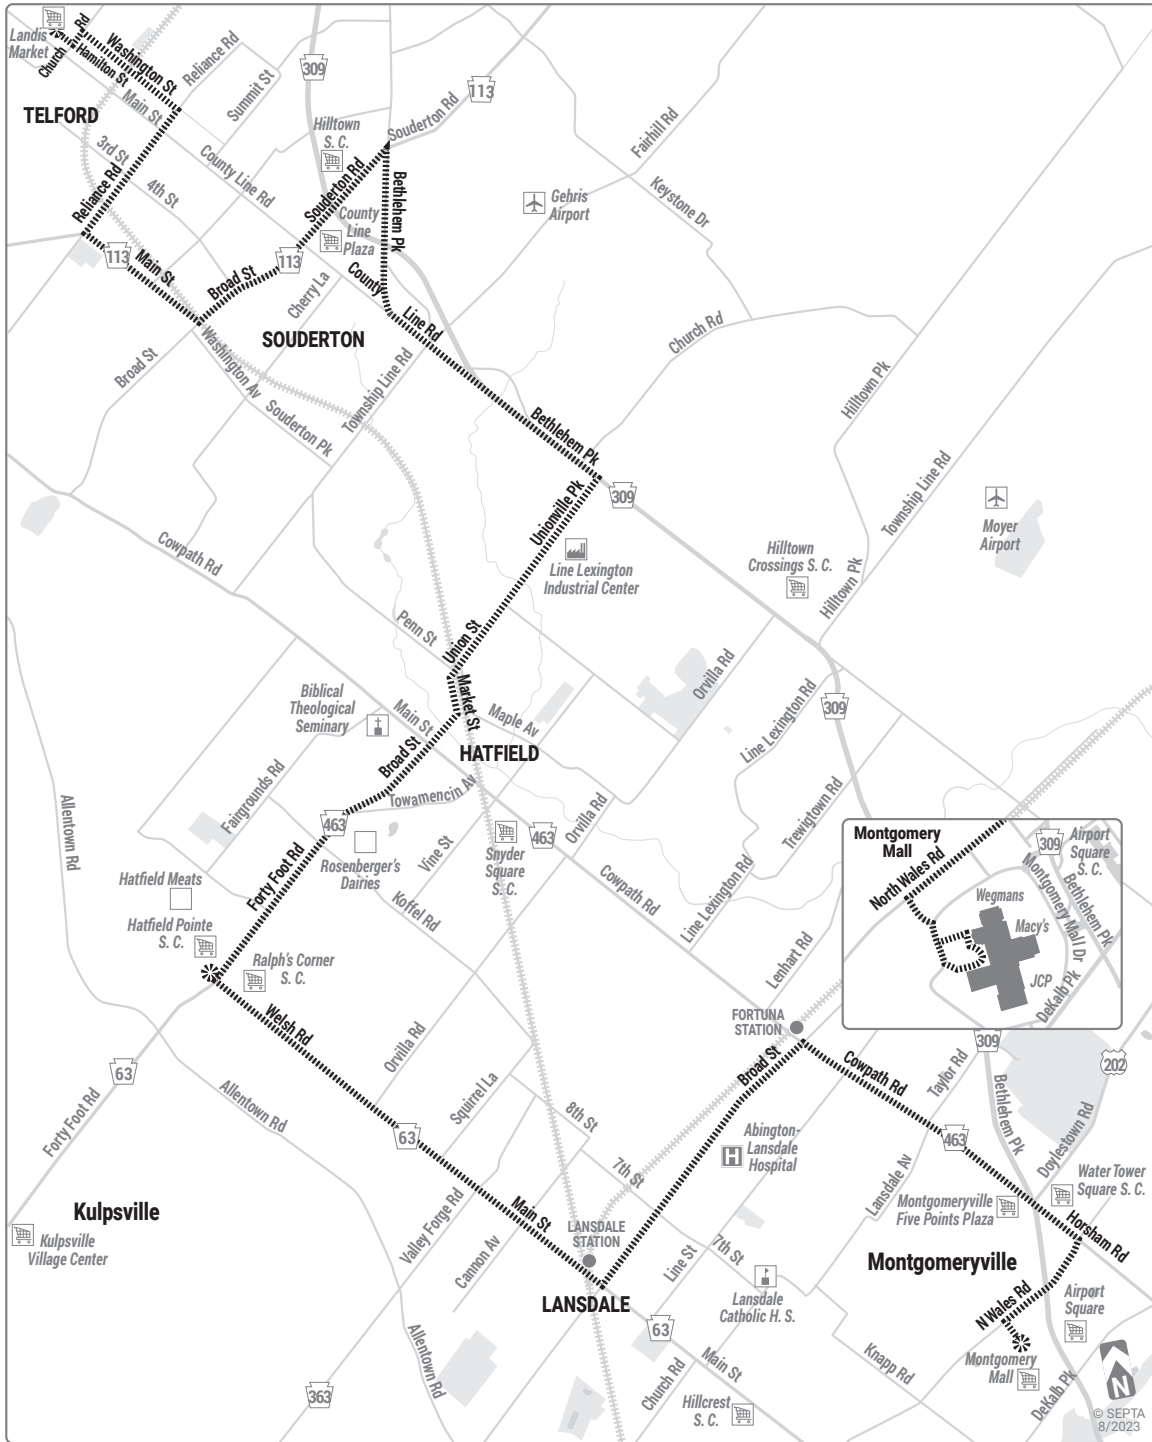 Landis
Market
Church
Rd
Hamilton St
Washington St
Reliance Rd
Summit St
309
113
TELFORD
Main St
Hilltown
S. C.
Souderton Rd
Fairhill Rd
3rd St
4th St
County Line Rd
Reliance Rd
Souderton Rd
Bethlehem Pk
Gehris
Airport
Keystone Dr
County
Line
Plaza
113
Main St
113
Broad St
Cherry La
County
Line Rd
SOUDERTON
Church Rd
Broad St
Washington Av
Township Line Rd
Souderton Pk
Hilltown Pk
Bethlehem Pk
309
Unionville Pk
Township Line Rd
Moyer
Airport
Cowpath Rd
Line Lexington
Industrial Center
Hilltown
Crossings S. C.
Hilltown Pk
Penn St
Union St
Orvilla Rd
Biblical
Theological
Seminary
Main St
Market St
Maple Av
Line Lexington Rd
309
Broad St
HATFIELD
Fairgrounds Rd
Towamencin Av
Allentown Rd
463
Rosenberger's
Dairies
Vine St
Snyder
Square
S. C.
463
Orvilla Rd
Trewigtown Rd
Montgomery
Mall
309
Airport
Square
S. C.
North Wales Rd
Wegmans
Macy's
JCP
Montgomery Mall Dr
Bethlehem Pk
DeKalb Pk
Hatfield Meats
Forty Foot Rd
Koffel Rd
Cowpath Rd
Line Lexington Rd
Hatfield Pointe
S. C.
Ralph's Corner
S. C.
Lenhart Rd
Welsh Rd
FORTUNA
STATION
309
202
Orvilla Rd
Broad St
Cowpath Rd
Taylor Rd
63
Forty Foot Rd
Allentown Rd
Squirrel La
8th St
Bethlehem Pk
63
Abington-
Lansdale
Hospital
463
Doylestown Rd
7th St
Lansdale Av
Water Tower
Square S. C.
Montgomeryville
Five Points Plaza
Kulpsville
Kulpsville
Village Center
Valley Forge Rd
Main St
Cannon Av
LANSDALE
STATION
Line St
7th St
Horsham Rd
Montgomeryville
LANSDALE
Lansdale
Catholic H. S.
N Wales Rd
Airport
Square
63
Main St
Allentown Rd
Church Rd
Knapp Rd
Montgomery
Mall
363
Hillcrest
S. C.
DeKalb Pk
N
© SEPTA
8/2023